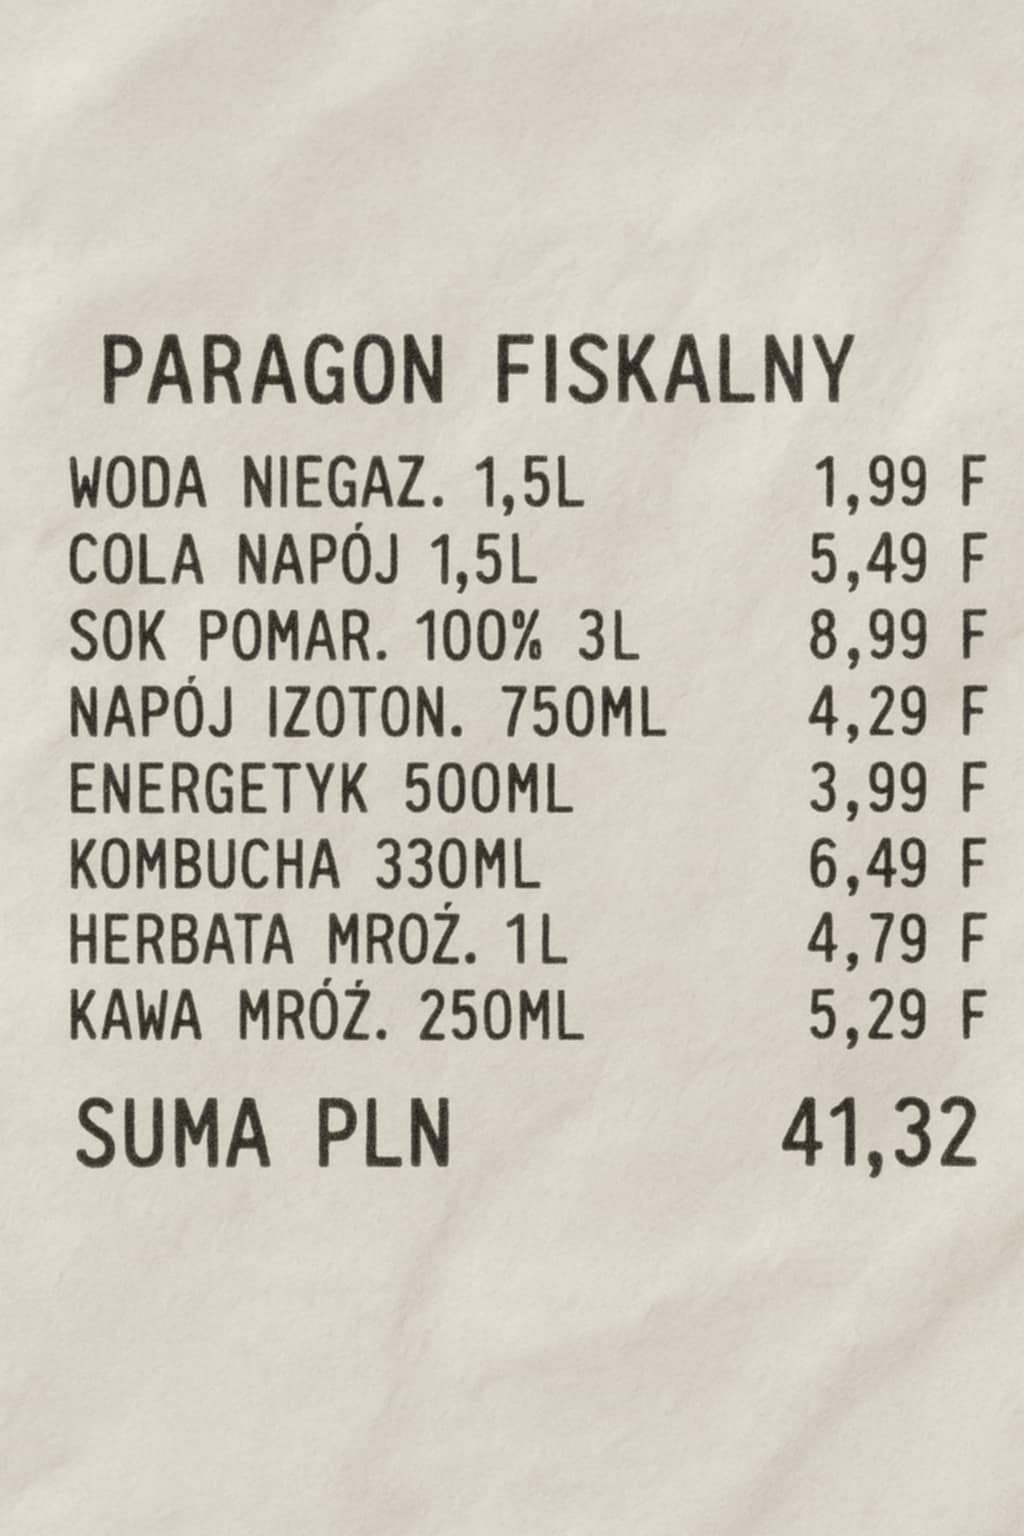 PARAGON FISKALNY
WODA NIEGAZ. 1,5L 1,99 F
COLA NAPÓJ 1,5L 5,49 F
SOK POMAR. 100% 3L 8,99 F
NAPÓJ IZOTON. 750ML 4,29 F
ENERGETYK 500ML 3,99 F
KOMBUCHA 330ML 6,49 F
HERBATA MROŹ. 1L 4,79 F
KAWA MRÓŹ. 250ML 5,29 F
SUMA PLN 41,32